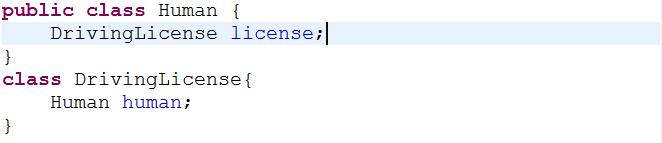 public class Human {
    DrivingLicense license;
}
class DrivingLicense{
    Human human;
}